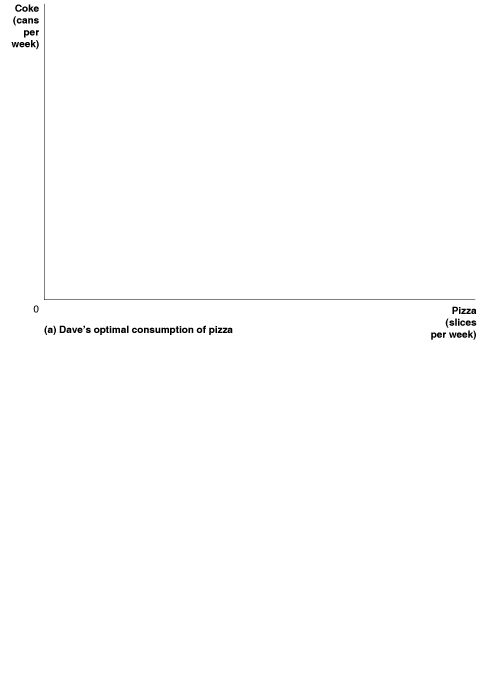 Coke
(cans
per
week)
0
Pizza
(slices
per week)
(a) Dave's optimal consumption of pizza